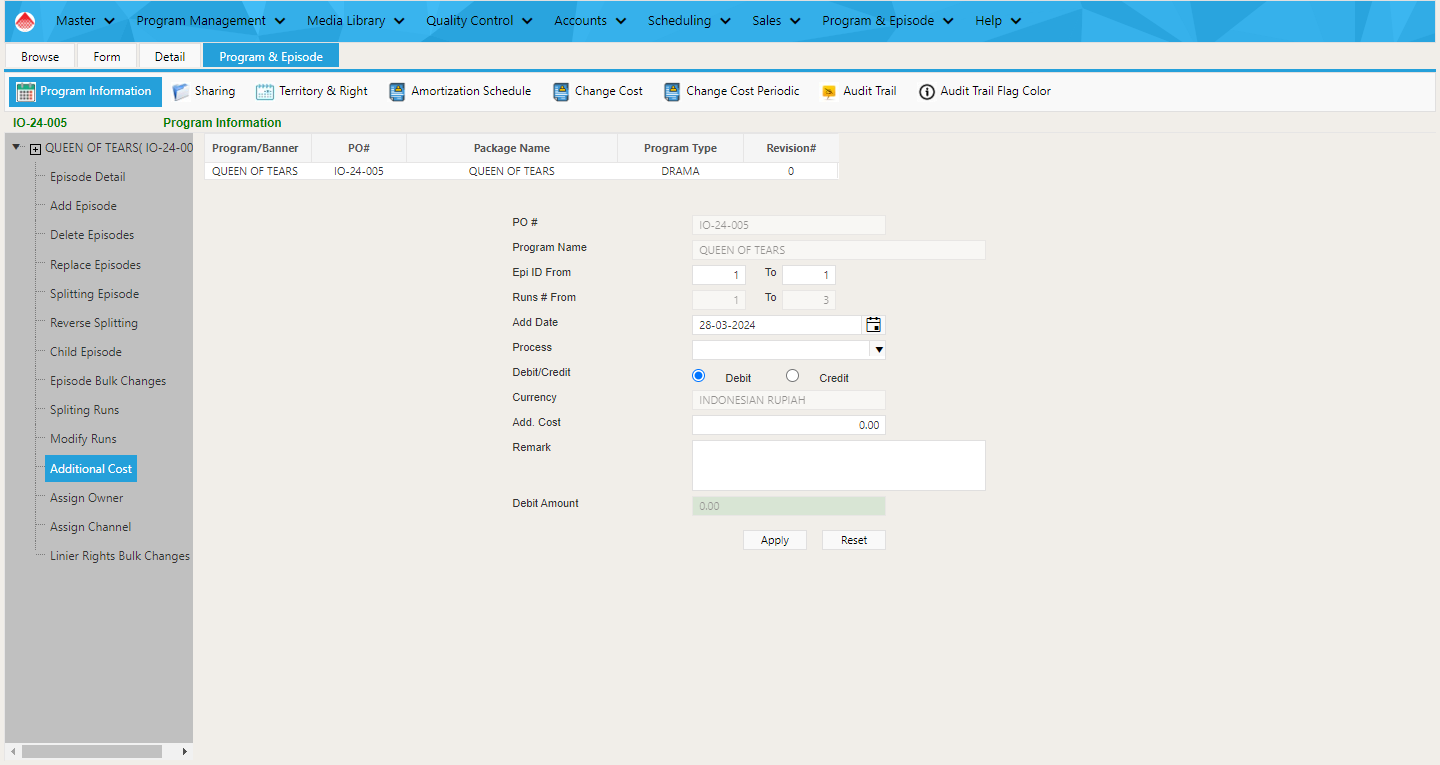 Master Program Management Media Library Quality Control Accounts Scheduling Sales Program & Episode Help
Browse Form Detail Program & Episode
Program Information Sharing Territory & Right Amortization Schedule Change Cost Change Cost Periodic Audit Trail Audit Trail Flag Color
IO-24-005 Program Information
QUEEN OF TEARS( IO-24-00
Episode Detail
Add Episode
Delete Episodes
Replace Episodes
Splitting Episode
Reverse Splitting
Child Episode
Episode Bulk Changes
Spliting Runs
Modify Runs
Additional Cost
Assign Owner
Assign Channel
Linier Rights Bulk Changes
Program/Banner PO# Package Name Program Type Revision#
QUEEN OF TEARS IO-24-005 QUEEN OF TEARS DRAMA 0
PO # IO-24-005
Program Name QUEEN OF TEARS
Epi ID From 1 To 1
Runs # From 1 To 3
Add Date 28-03-2024
Process
Debit/Credit Debit Credit
Currency INDONESIAN RUPIAH
Add. Cost 0.00
Remark
Debit Amount 0.00
Apply Reset